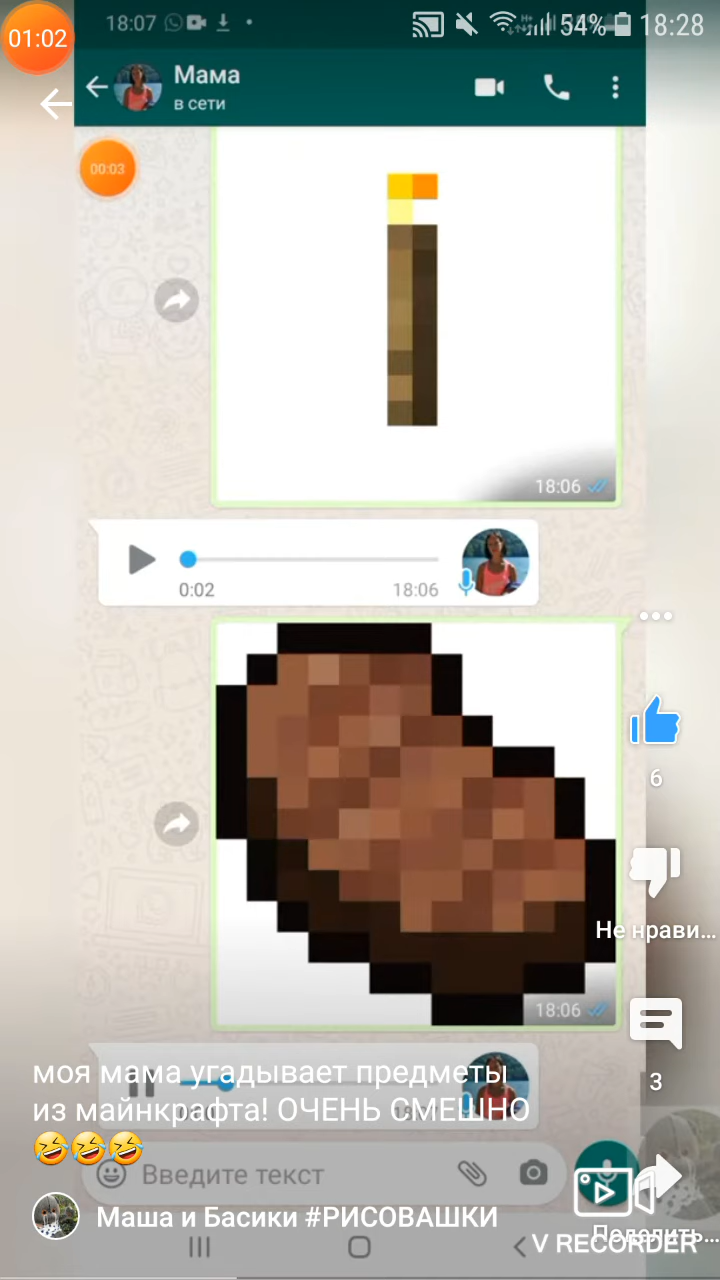 01:02
18:07
54% 18:28
Мама
в сети
00:03
18:06
0:02
18:06
18:06
6
Не нрави...
3
моя мама угадывает предметы
из майнкрафта! ОЧЕНЬ СМЕШНО
🤣🤣🤣
Введите текст
Маша и Басики #РИСОВАШКИ
V RECORDER